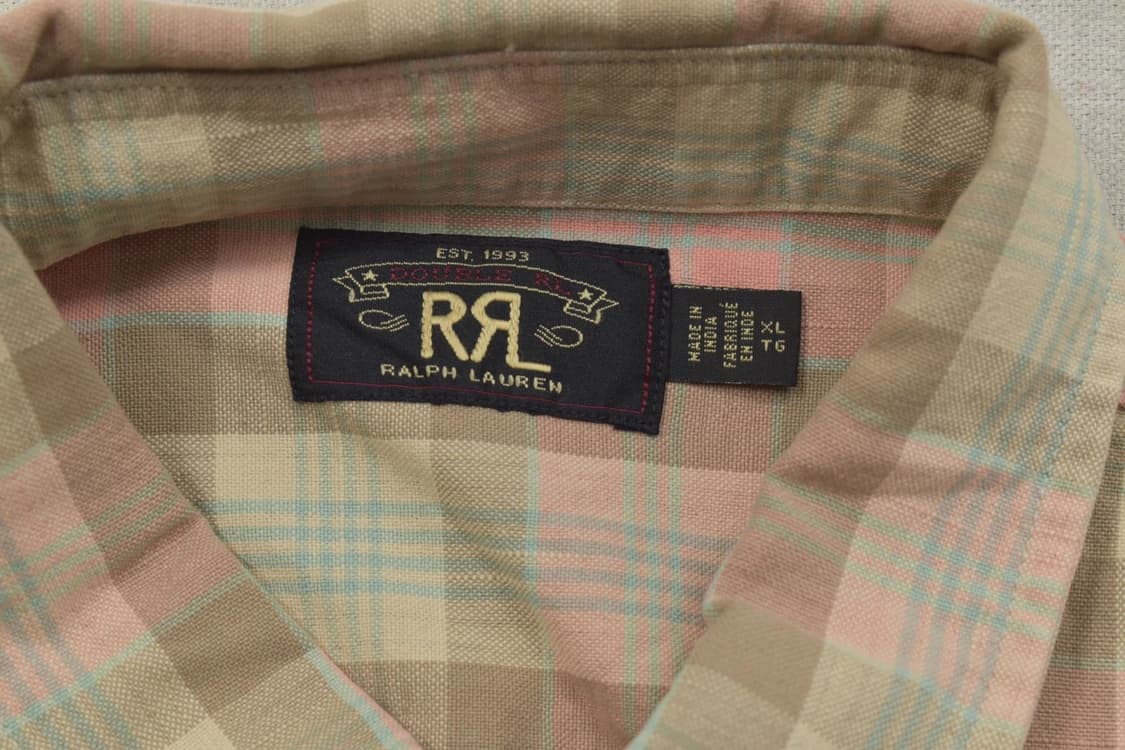 EST. 1993
DOUBLE RL
RRL
RALPH LAUREN
MADE IN
INDIA
FABRIQUÉ
EN INDE
XL
TG